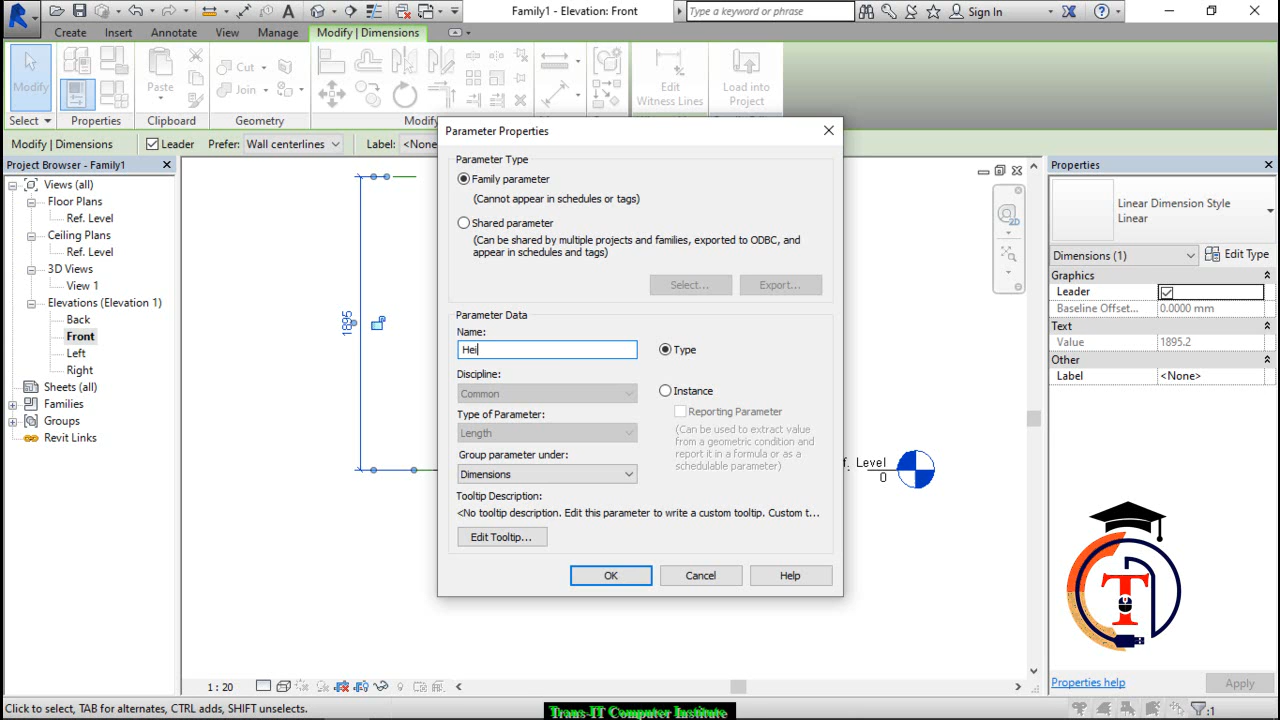 Family1 - Elevation: Front
Type a keyword or phrase
Sign In
Create
Insert
Annotate
View
Manage
Modify | Dimensions
Modify
Paste
Cut
Join
Edit
Witness Lines
Load into
Project
Select
Properties
Clipboard
Geometry
Modify | Dimensions
Leader
Prefer:
Wall centerlines
Label:
Project Browser - Family1
Views (all)
Floor Plans
Ref. Level
Ceiling Plans
Ref. Level
3D Views
View 1
Elevations (Elevation 1)
Back
Front
Left
Right
Sheets (all)
Families
Groups
Revit Links
1895
Parameter Properties
Parameter Type
Family parameter
(Cannot appear in schedules or tags)
Shared parameter
(Can be shared by multiple projects and families, exported to ODBC, and
appear in schedules and tags)
Select...
Export...
Parameter Data
Name:
Hei
Type
Discipline:
Common
Instance
Reporting Parameter
Type of Parameter:
Length
(Can be used to extract value
from a geometric condition and
report it in a formula or as a
schedulable parameter)
Group parameter under:
Dimensions
Tooltip Description:
<No tooltip description. Edit this parameter to write a custom tooltip. Custom t...
Edit Tooltip...
OK
Cancel
Help
Level
0
2D
Properties
Linear Dimension Style
Linear
Dimensions (1)
Edit Type
Graphics
Leader
Baseline Offset...
0.0000 mm
Text
Value
1895.2
Other
Label
<None>
Properties help
Apply
T
1 : 20
Click to select, TAB for alternates, CTRL adds, SHIFT unselects.
:1
Trans-IT Computer Institute